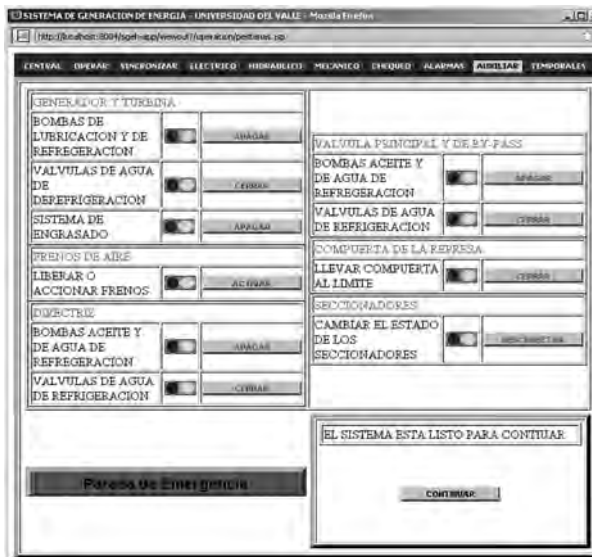 SISTEMA DE GENERACION DE ENERGIA - UNIVERSIDAD DEL VALLE - Mozilla Firefox
CENTRAL OPERAR SINCRONIZAR ELECTRICO HIDRAULICO MECANICO CHEQUEO ALARMAS AUXILIAR TEMPORALES
GENERADOR Y TURBINA
BOMBAS DE
LUBRICACION Y DE
REFREGERACION
APAGAR
VALVULAS DE AGUA
DE
DEREFRIGERACION
CERRAR
SISTEMA DE
ENGRASADO
APAGAR
FRENOS DE AIRE
LIBERAR O
ACCIONAR FRENOS
ACTIVAR
DIRECTRIZ
BOMBAS ACEITE Y
DE AGUA DE
REFREGERACION
APAGAR
VALVULAS DE AGUA
DE REFRIGERACION
CERRAR
VALVULA PRINCIPAL Y DE BY-PASS
BOMBAS ACEITE Y
DE AGUA DE
REFREGERACION
APAGAR
VALVULAS DE AGUA
DE REFRIGERACION
CERRAR
COMPUERTA DE LA REPRESA
LLEVAR COMPUERTA
AL LIMITE
CERRAR
SECCIONADORES
CAMBIAR EL ESTADO
DE LOS
SECCIONADORES
Parada de Emergencia
EL SISTEMA ESTA LISTO PARA CONTIUAR
CONTINUAR